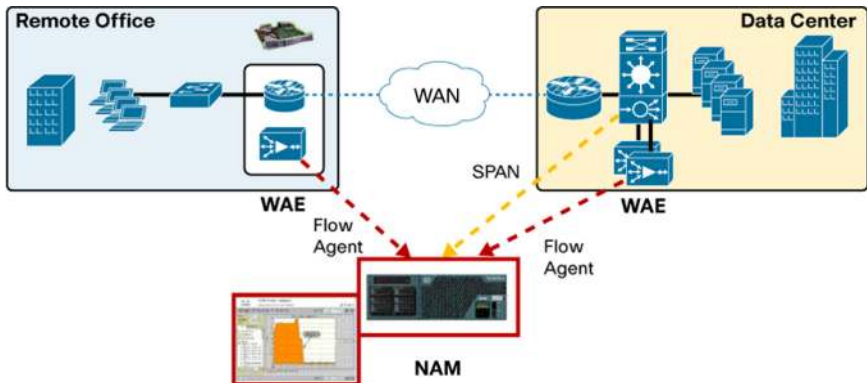 Remote Office
Data Center
WAN
SPAN
WAE
WAE
Flow
Agent
Flow
Agent
NAM